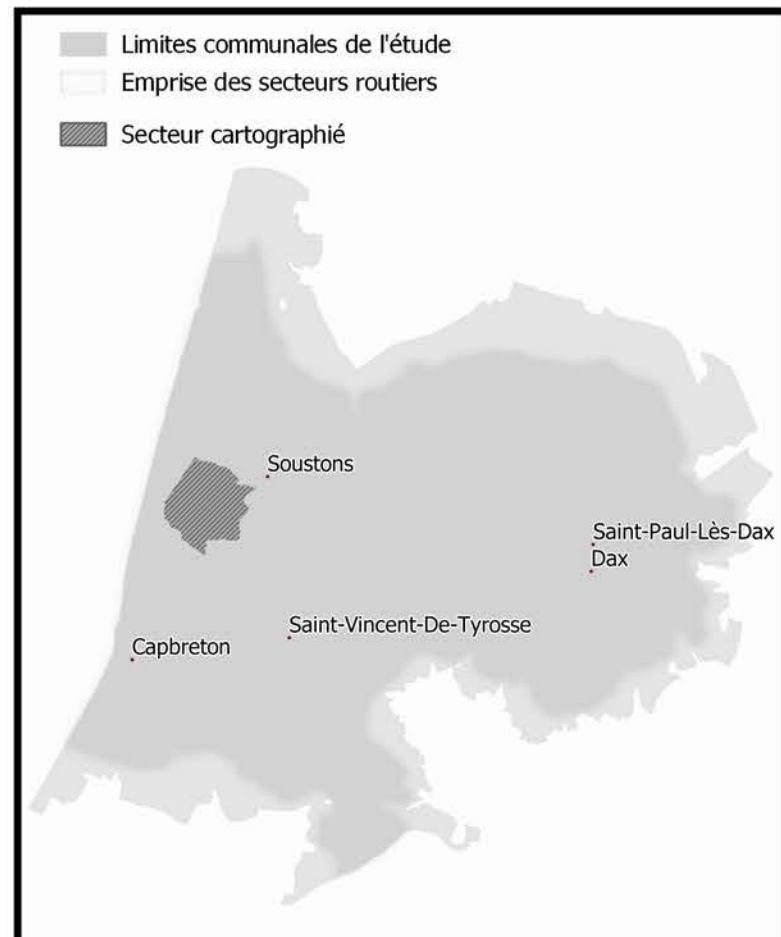 Limites communales de l'étude
Emprise des secteurs routiers
Secteur cartographié
Soustons
Saint-Paul-Lès-Dax
Dax
Saint-Vincent-De-Tyrosse
Capbreton